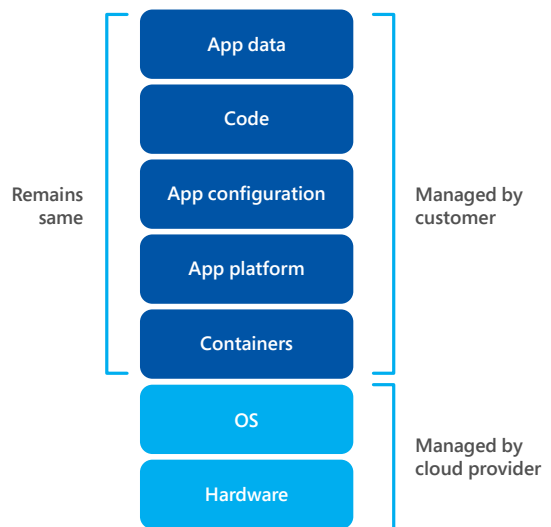 App data
Code
Remains
same
App configuration
Managed by
customer
App platform
Containers
OS
Managed by
cloud provider
Hardware